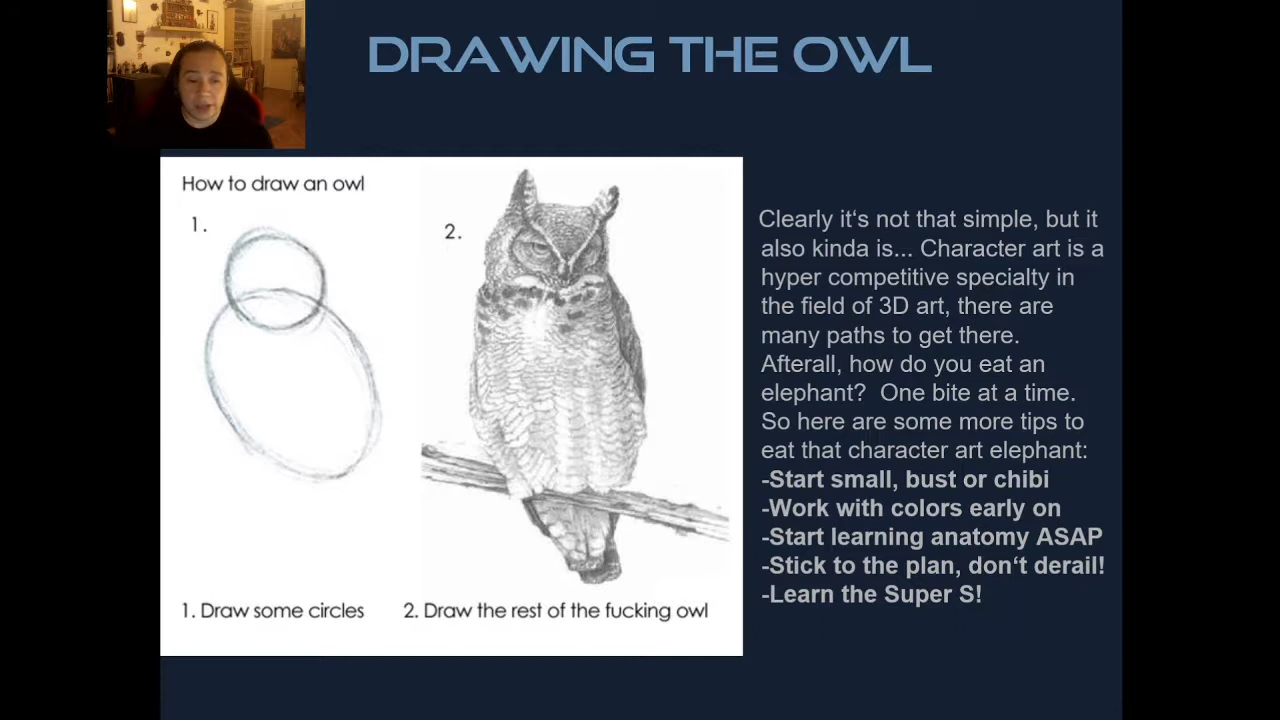 DRAWING THE OWL
How to draw an owl
1.
2.
1. Draw some circles
2. Draw the rest of the fucking owl
Clearly it‘s not that simple, but it
also kinda is... Character art is a
hyper competitive specialty in
the field of 3D art, there are
many paths to get there.
Afterall, how do you eat an
elephant?  One bite at a time.
So here are some more tips to
eat that character art elephant:
-Start small, bust or chibi
-Work with colors early on
-Start learning anatomy ASAP
-Stick to the plan, don‘t derail!
-Learn the Super S!